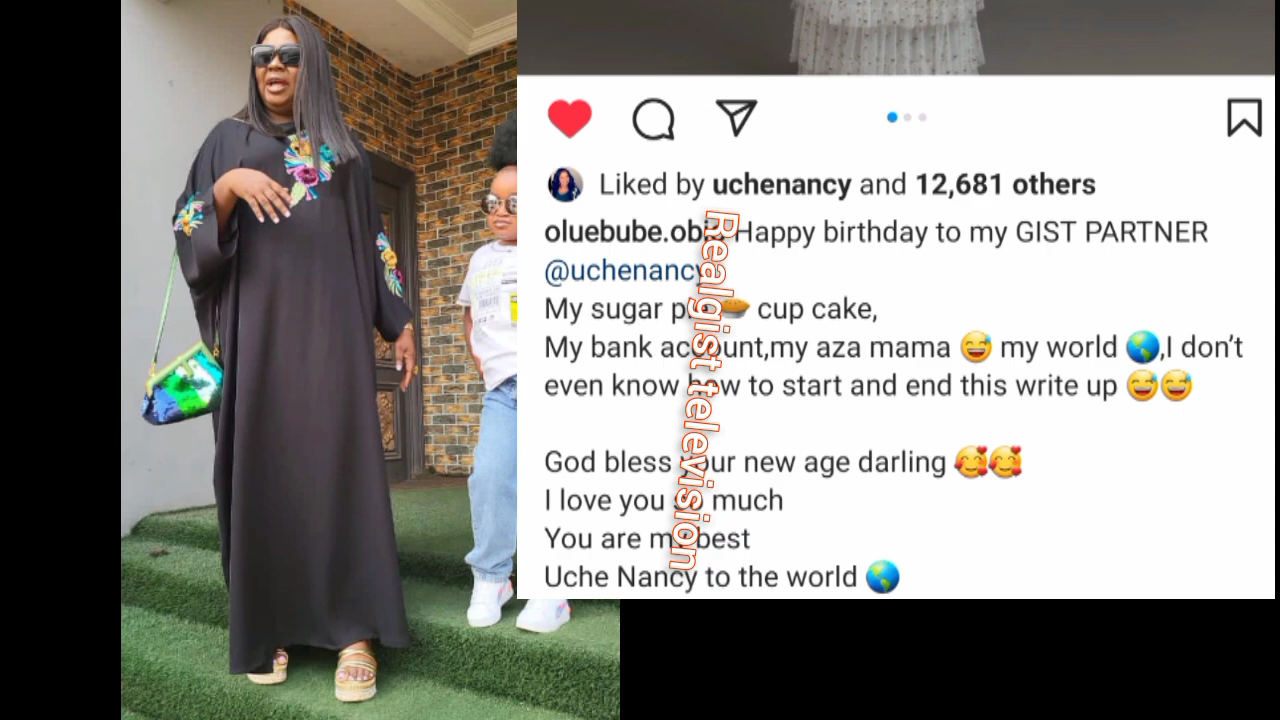 Liked by uchenancy and 12,681 others
oluebube.obi Happy birthday to my GIST PARTNER
@uchenancy
My sugar 🥧 cup cake,
My bank account,my aza mama 😅 my world 🌎,I don’t
even know how to start and end this write up 😅😅
God bless your new age darling 🥰🥰
I love you so much
You are my best
Uche Nancy to the world 🌎
Realgist television